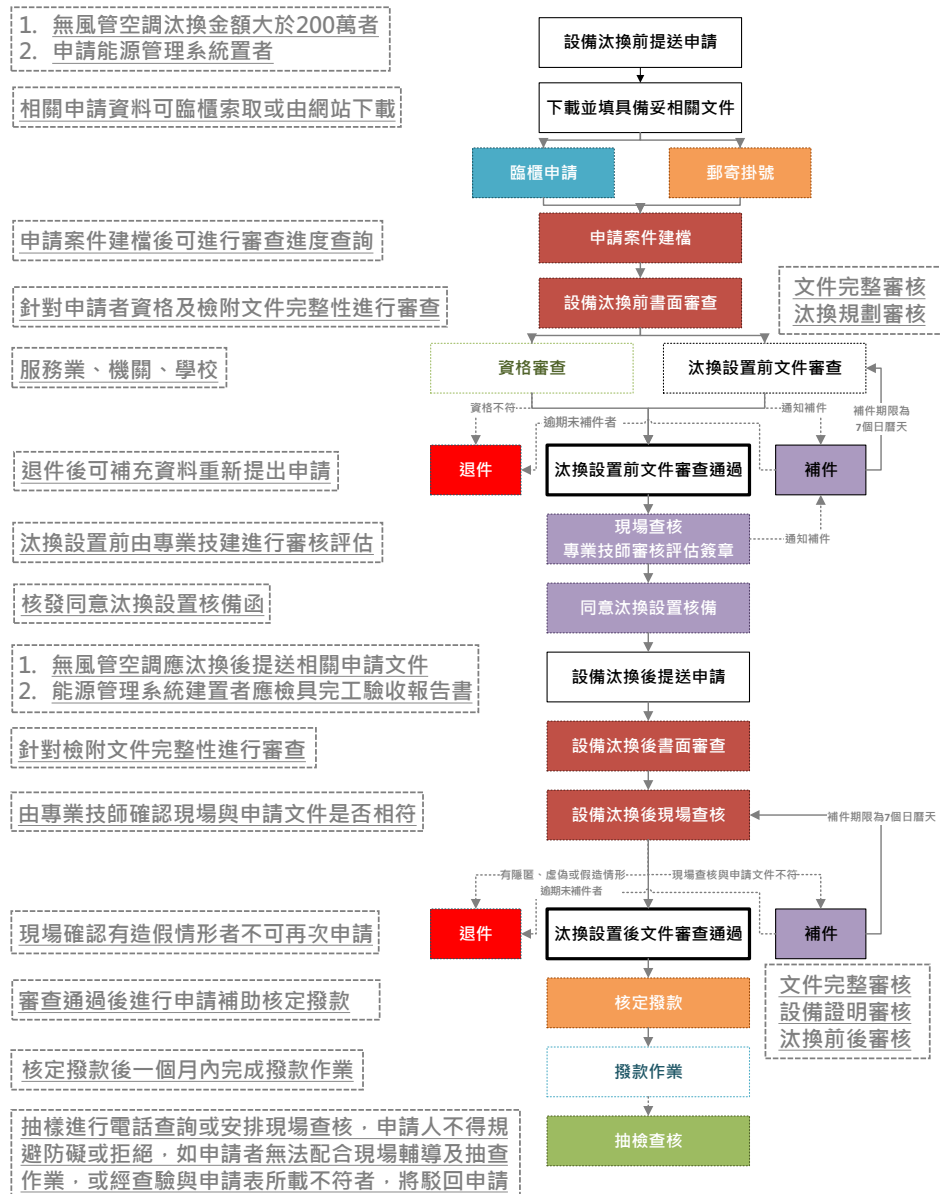 1. 無風管空調汰換金額大於200萬者
2. 申請能源管理系統置者
設備汰換前提送申請
相關申請資料可臨櫃索取或由網站下載
下載並填具備妥相關文件
臨櫃申請
郵寄掛號
申請案件建檔後可進行審查進度查詢
申請案件建檔
針對申請者資格及檢附文件完整性進行審查
設備汰換前書面審查
文件完整審核
汰換規劃審核
服務業、機關、學校
資格審查
汰換設置前文件審查
資格不符
通知補件
補件期限為
7個日曆天
逾期未補件者
退件後可補充資料重新提出申請
退件
汰換設置前文件審查通過
補件
汰換設置前由專業技建進行審核評估
現場查核
專業技師審核評估簽章
通知補件
核發同意汰換設置核備函
同意汰換設置核備
1. 無風管空調應汰換後提送相關申請文件
2. 能源管理系統建置者應檢具完工驗收報告書
設備汰換後提送申請
針對檢附文件完整性進行審查
設備汰換後書面審查
由專業技師確認現場與申請文件是否相符
設備汰換後現場查核
補件期限為7個日曆天
有隱匿、虛偽或假造情形
現場查核與申請文件不符
逾期未補件者
現場確認有造假情形者不可再次申請
退件
汰換設置後文件審查通過
補件
審查通過後進行申請補助核定撥款
核定撥款
文件完整審核
設備證明審核
汰換前後審核
核定撥款後一個月內完成撥款作業
撥款作業
抽樣進行電話查詢或安排現場查核，申請人不得規
避防礙或拒絕，如申請者無法配合現場輔導及抽查
作業，或經查驗與申請表所載不符者，將駁回申請
抽檢查核